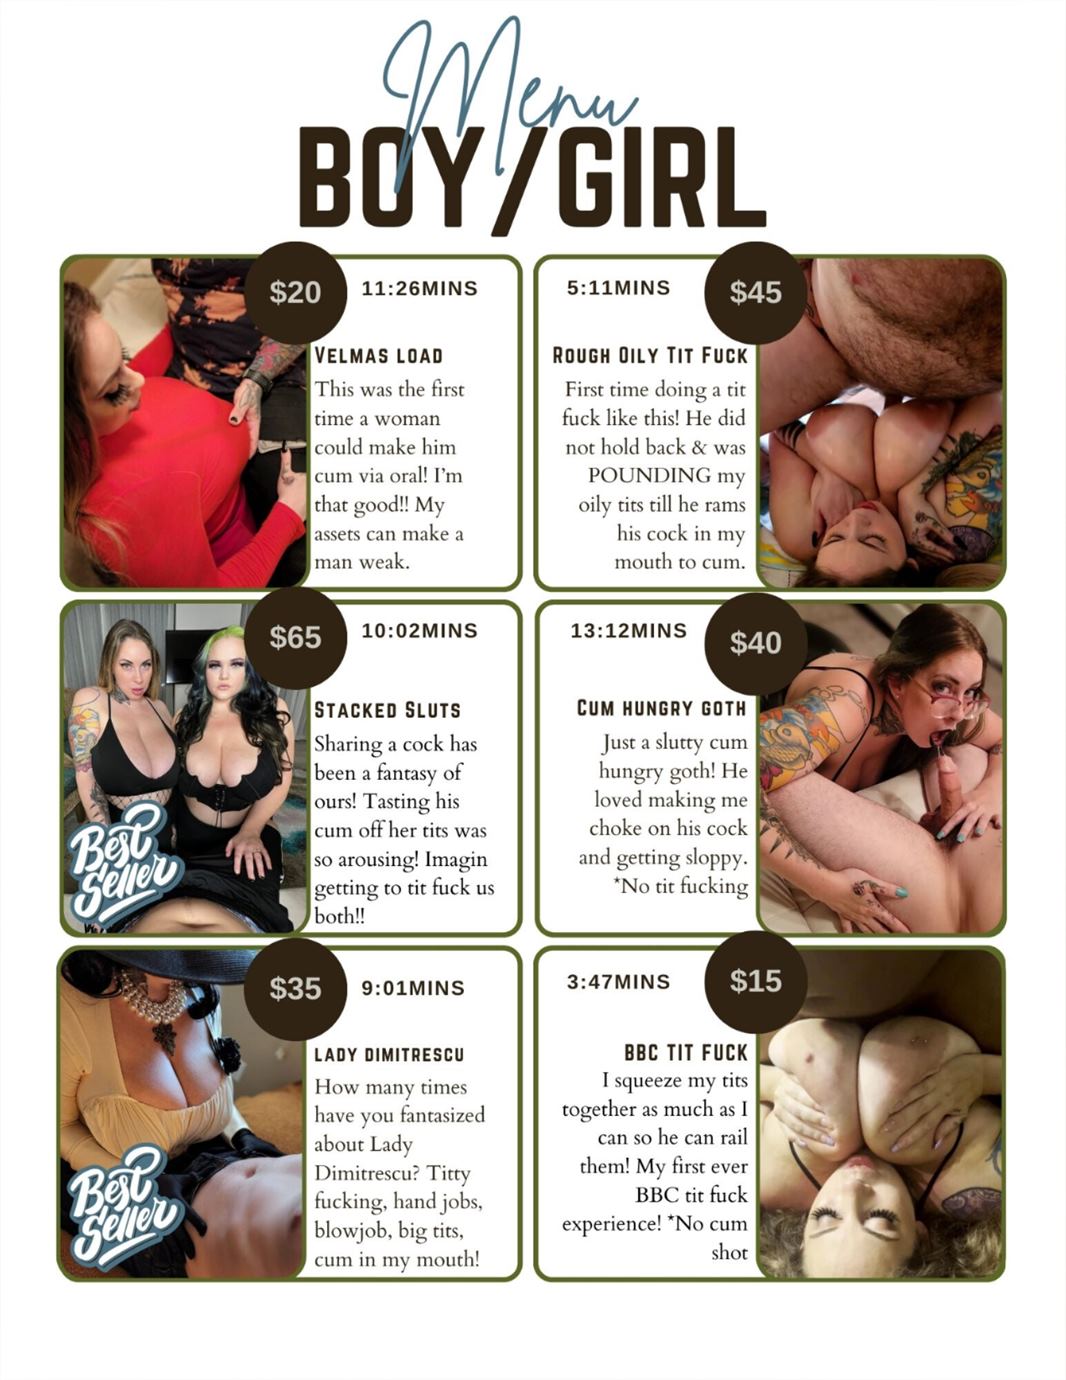 Menu
BOY/GIRL
$20
11:26MINS
VELMAS LOAD
This was the first
time a woman
could make him
cum via oral! I'm
that good!! My
assets can make a
man weak.
5:11MINS
$45
ROUGH OILY TIT FUCK
First time doing a tit
fuck like this! He did
not hold back & was
POUNDING my
oily tits till he rams
his cock in my
mouth to cum.
$65
10:02MINS
STACKED SLUTS
Sharing a cock has
been a fantasy of
ours! Tasting his
cum off her tits was
so arousing! Imagin
getting to tit fuck us
both!!
Best
Seller
13:12MINS
$40
CUM HUNGRY GOTH
Just a slutty cum
hungry goth! He
loved making me
choke on his cock
and getting sloppy.
*No tit fucking
$35
9:01MINS
LADY DIMITRESCU
How many times
have you fantasized
about Lady
Dimitrescu? Titty
fucking, hand jobs,
blowjob, big tits,
cum in my mouth!
Best
Seller
3:47MINS
$15
BBC TIT FUCK
I squeeze my tits
together as much as I
can so he can rail
them! My first ever
BBC tit fuck
experience! *No cum
shot